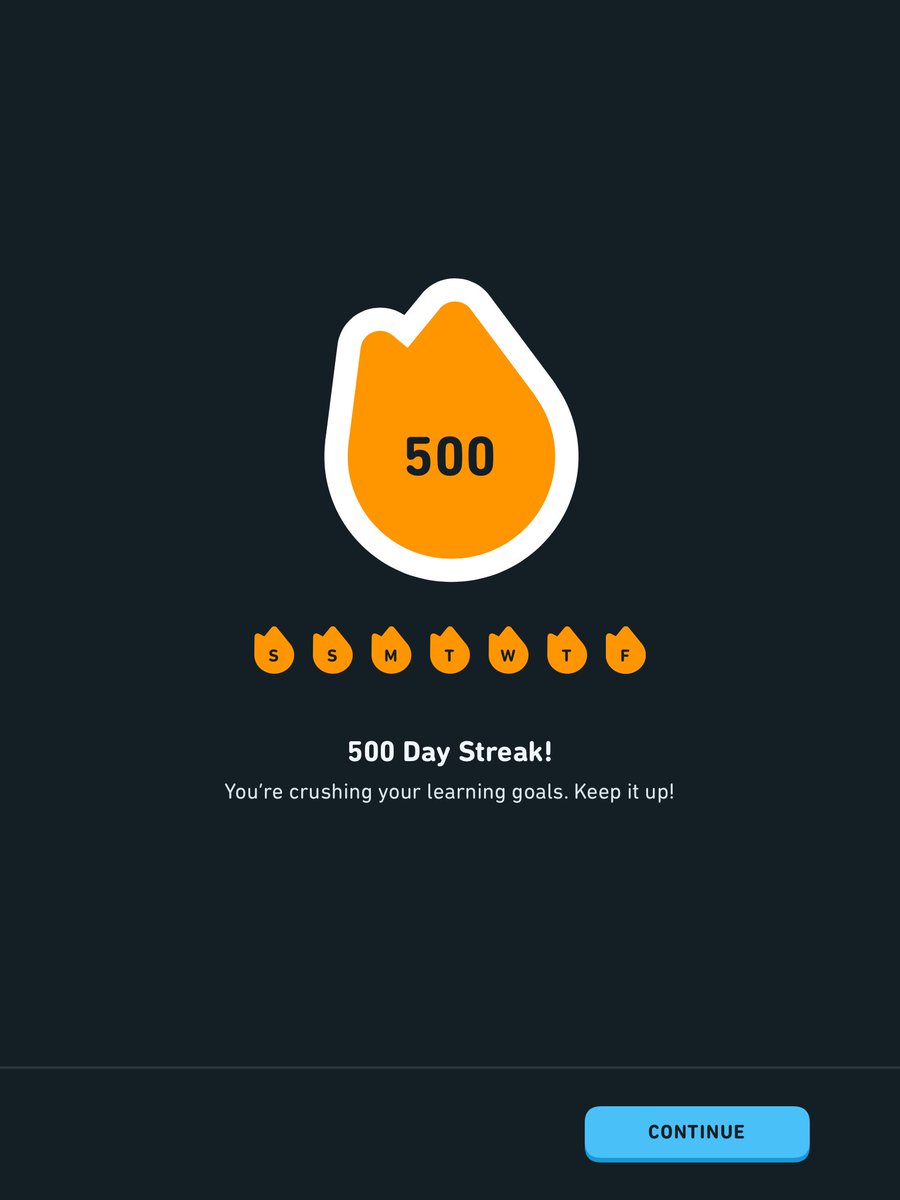 500
S S M T W T F
500 Day Streak!
You’re crushing your learning goals. Keep it up!
CONTINUE